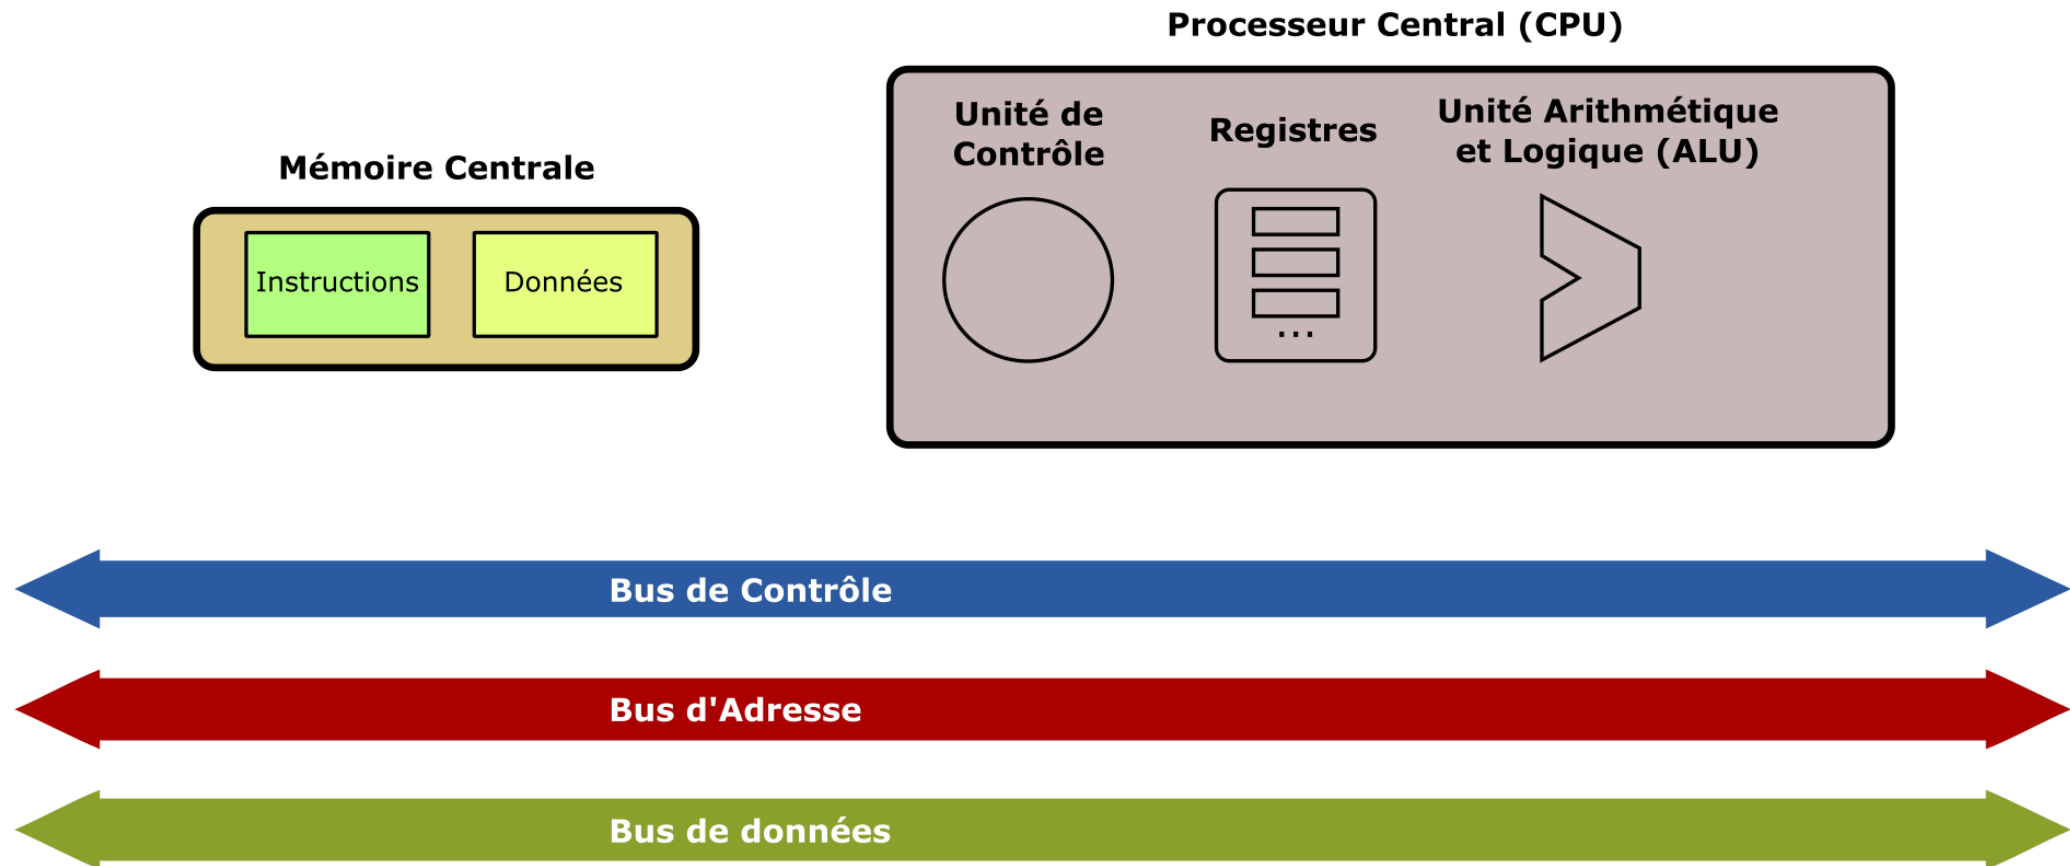 Processeur Central (CPU)
Mémoire Centrale
Instructions
Données
Unité de
Contrôle
Registres
...
Unité Arithmétique
et Logique (ALU)
Bus de Contrôle
Bus d'Adresse
Bus de données